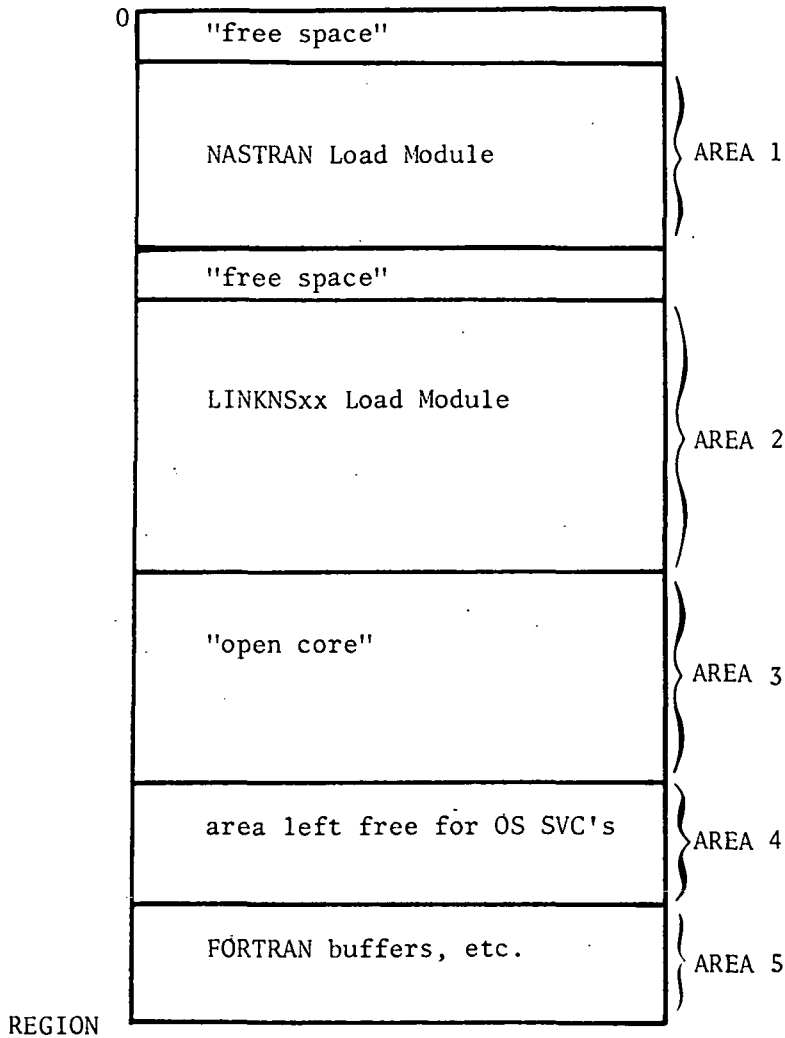 0
"free space"
NASTRAN Load Module
AREA 1
"free space"
LINKNSxx Load Module
AREA 2
"open core"
AREA 3
area left free for OS SVC's
AREA 4
FORTRAN buffers, etc.
AREA 5
REGION